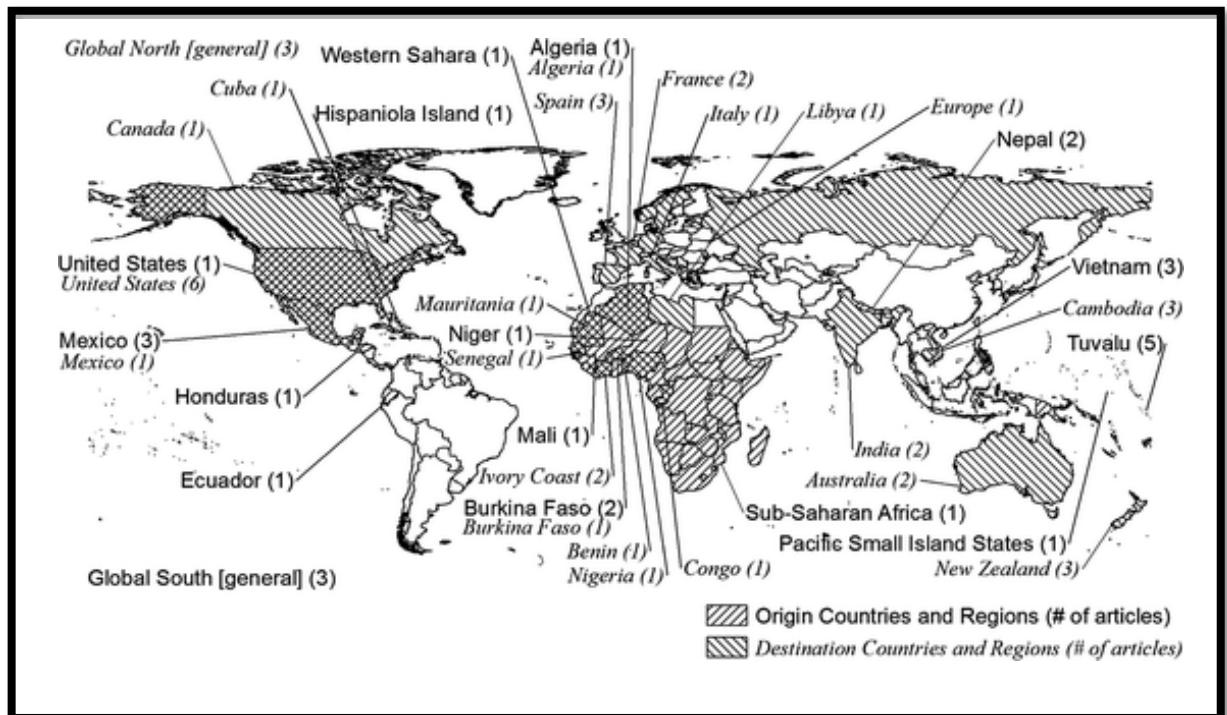 Global North [general] (3)
Western Sahara (1)
Algeria (1)
Algeria (1)
France (2)
Cuba (1)
Spain (3)
Italy (1)
Libya (1)
Europe (1)
Hispaniola Island (1)
Canada (1)
Nepal (2)
United States (1)
United States (6)
Vietnam (3)
Mauritania (1)
Cambodia (3)
Mexico (3)
Mexico (1)
Niger (1)
Senegal (1)
Tuvalu (5)
Honduras (1)
Mali (1)
India (2)
Ecuador (1)
Ivory Coast (2)
Australia (2)
Burkina Faso (2)
Burkina Faso (1)
Sub-Saharan Africa (1)
Benin (1)
Pacific Small Island States (1)
Nigeria (1)
Congo (1)
New Zealand (3)
Global South [general] (3)
Origin Countries and Regions (# of articles)
Destination Countries and Regions (# of articles)